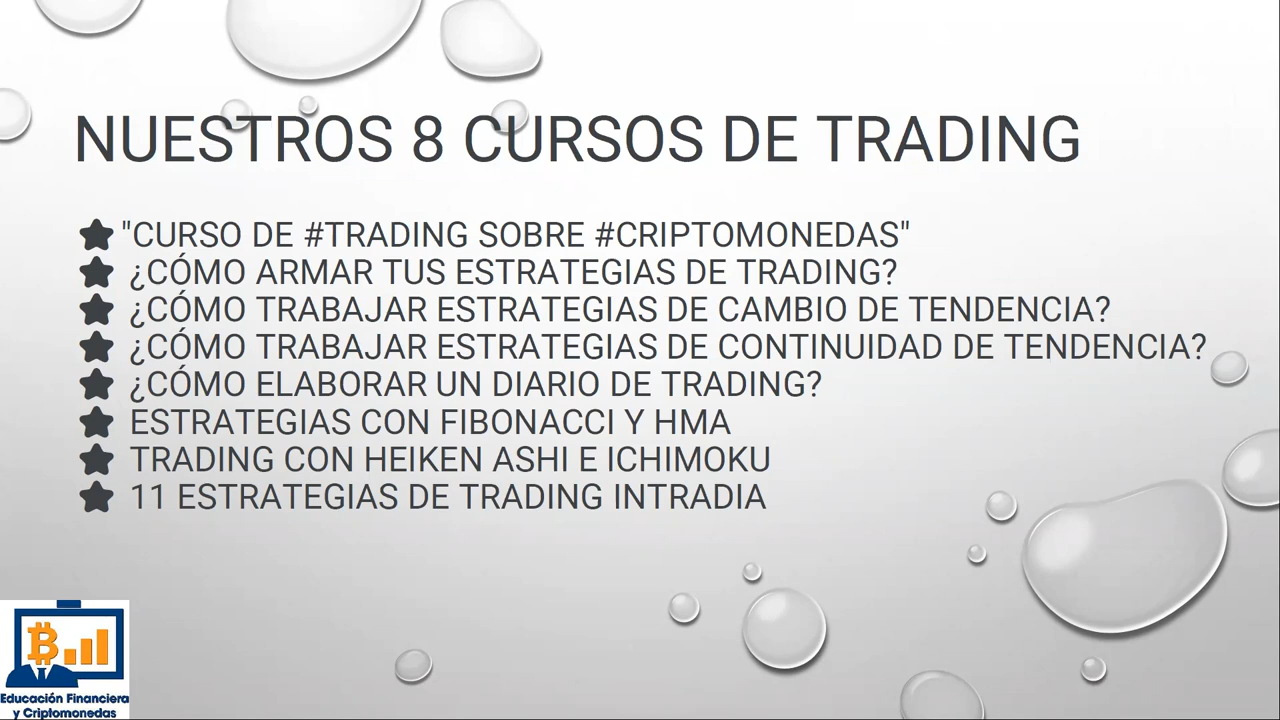 NUESTROS 8 CURSOS DE TRADING
"CURSO DE #TRADING SOBRE #CRIPTOMONEDAS"
¿CÓMO ARMAR TUS ESTRATEGIAS DE TRADING?
¿CÓMO TRABAJAR ESTRATEGIAS DE CAMBIO DE TENDENCIA?
¿CÓMO TRABAJAR ESTRATEGIAS DE CONTINUIDAD DE TENDENCIA?
¿CÓMO ELABORAR UN DIARIO DE TRADING?
ESTRATEGIAS CON FIBONACCI Y HMA
TRADING CON HEIKEN ASHI E ICHIMOKU
11 ESTRATEGIAS DE TRADING INTRADIA
Educación Financiera
y Criptomonedas